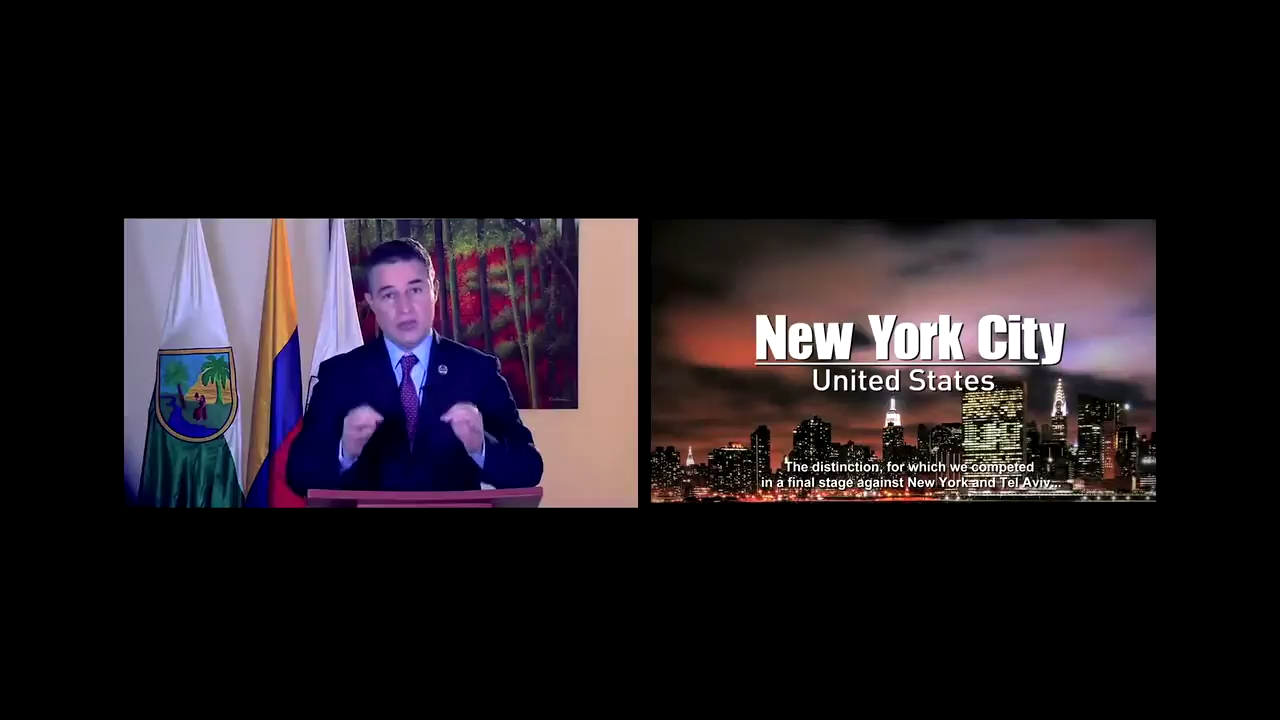 New York City
United States
The distinction, for which we competed
in a final stage against New York and Tel Aviv...